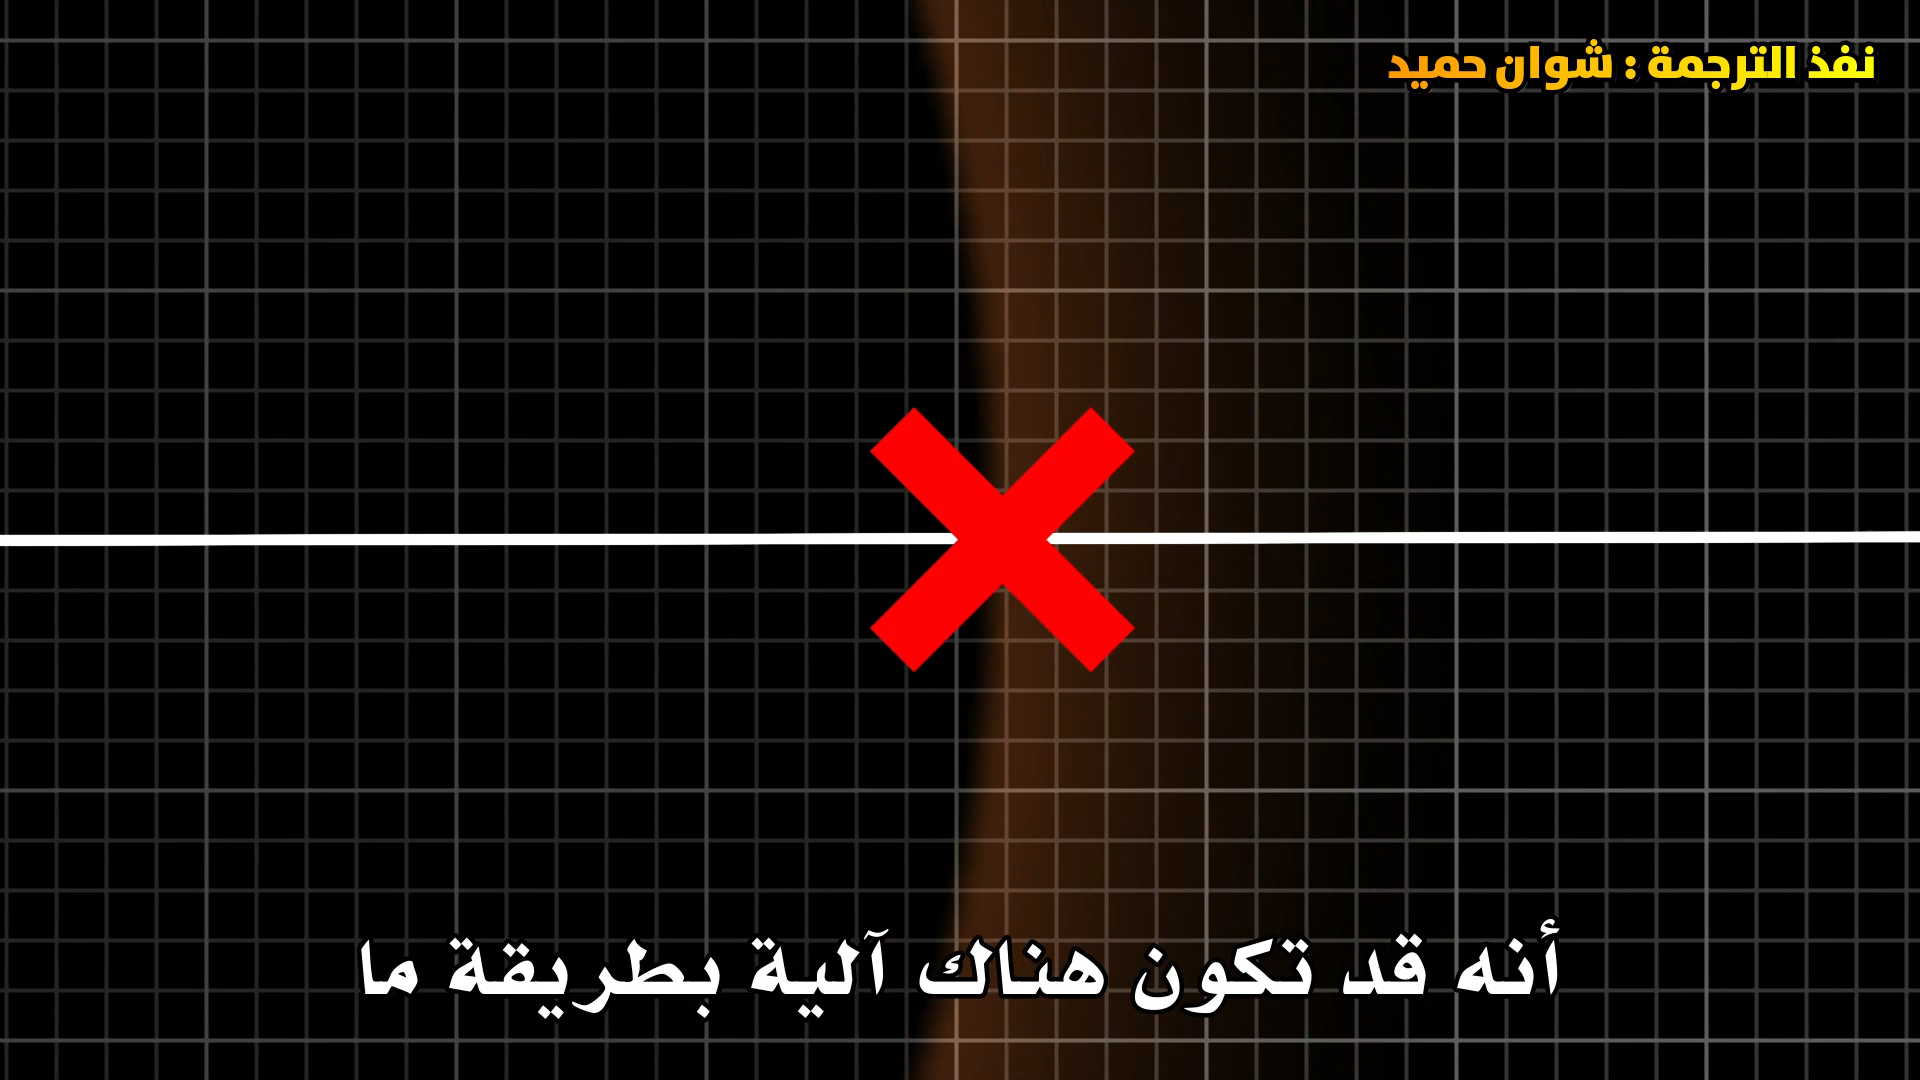 نفذ الترجمة : شوان حميد
أنه قد تكون هناك آلية بطريقة ما